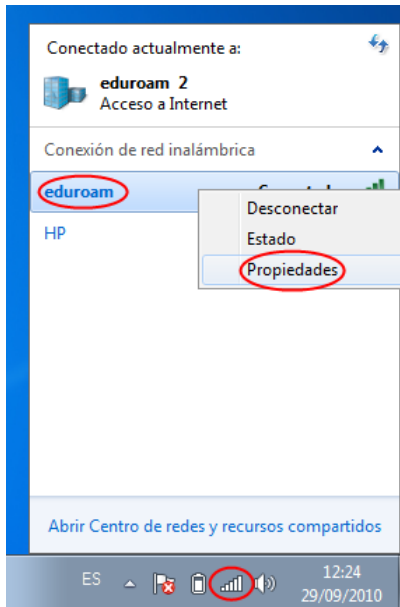 Conectado actualmente a:
eduroam 2
Acceso a Internet
Conexión de red inalámbrica
eduroam
Desconectar
HP
Estado
Propiedades
Abrir Centro de redes y recursos compartidos
ES
12:24
29/09/2010